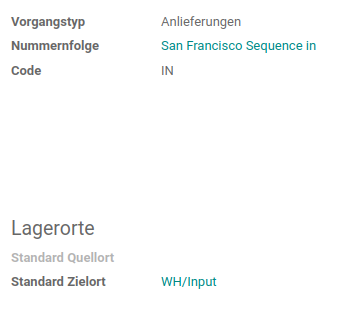 Vorgangstyp Anlieferungen
Nummernfolge San Francisco Sequence in
Code IN
Lagerorte
Standard Quellort
Standard Zielort WH/Input